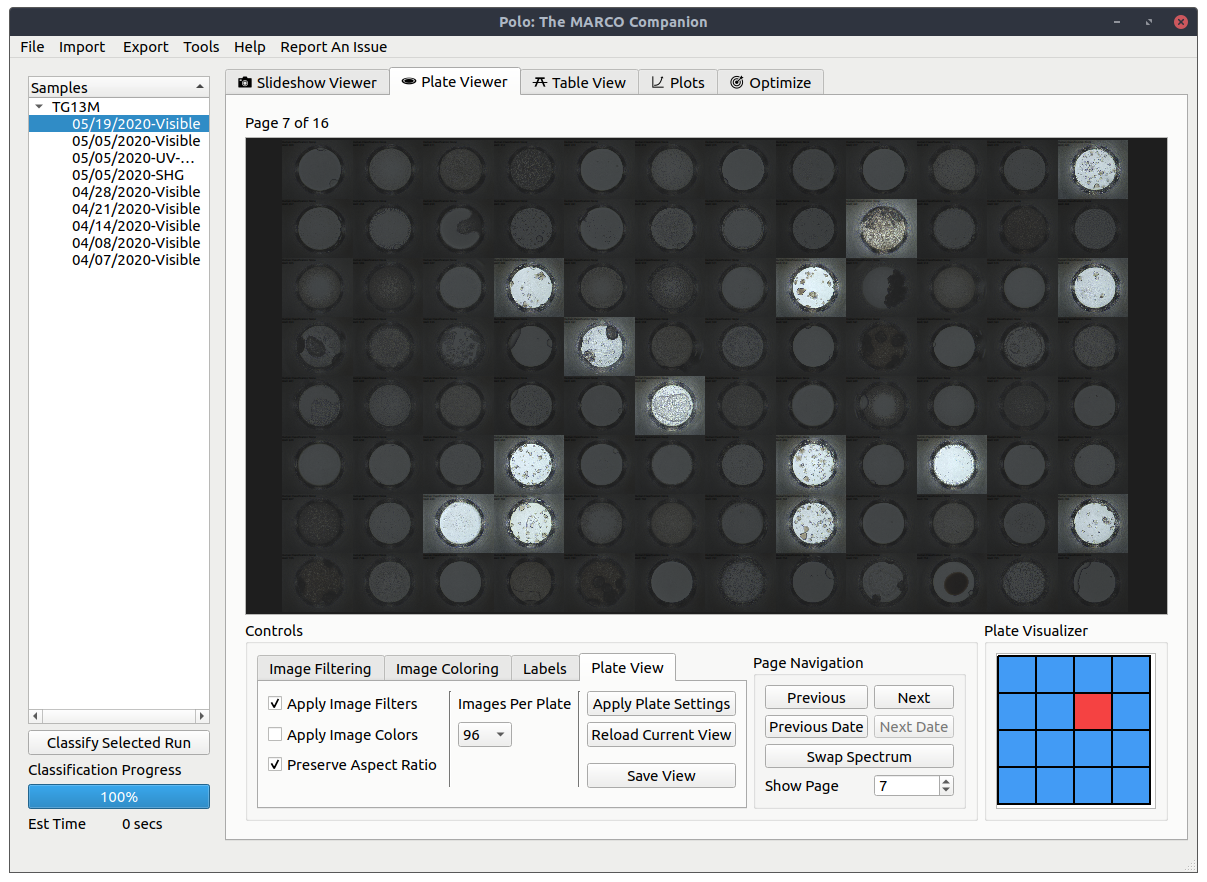 Polo: The MARCO Companion
File Import Export Tools Help Report An Issue
Samples
TG13M
05/19/2020-Visible
05/05/2020-Visible
05/05/2020-UV-...
05/05/2020-SHG
04/28/2020-Visible
04/21/2020-Visible
04/14/2020-Visible
04/08/2020-Visible
04/07/2020-Visible
Classify Selected Run
Classification Progress
100%
Est Time 0 secs
Slideshow Viewer Plate Viewer Table View Plots Optimize
Page 7 of 16
Controls
Image Filtering Image Coloring Labels Plate View
Apply Image Filters
Apply Image Colors
Preserve Aspect Ratio
Images Per Plate
96
Apply Plate Settings
Reload Current View
Save View
Page Navigation
Previous Next
Previous Date Next Date
Swap Spectrum
Show Page 7
Plate Visualizer